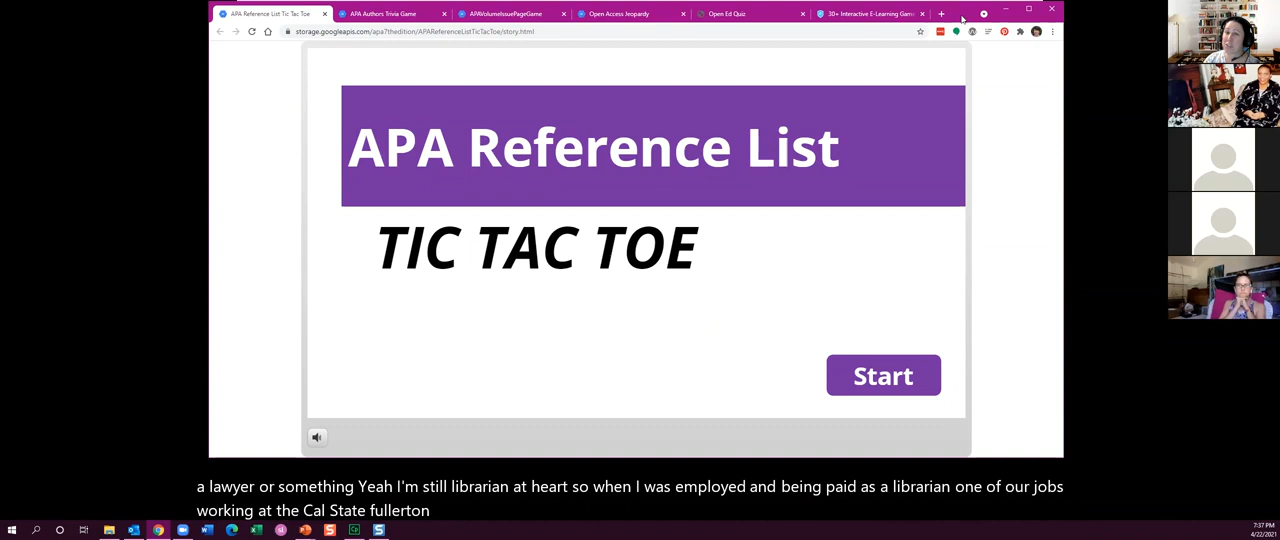 APA Reference List Tic Tac Toe
APA Authors Trivia Game
APAVolumeIssuePageGame
Open Access Jeopardy
Open Ed Quiz
30+ Interactive E-Learning Gam
storage.googleapis.com/apa7thedition/APAReferenceListTicTacToe/story.html
APA Reference List
TIC TAC TOE
Start
a lawyer or something Yeah I'm still librarian at heart so when I was employed and being paid as a librarian one of our jobs
working at the Cal State fullerton
7:37 PM
4/22/2021